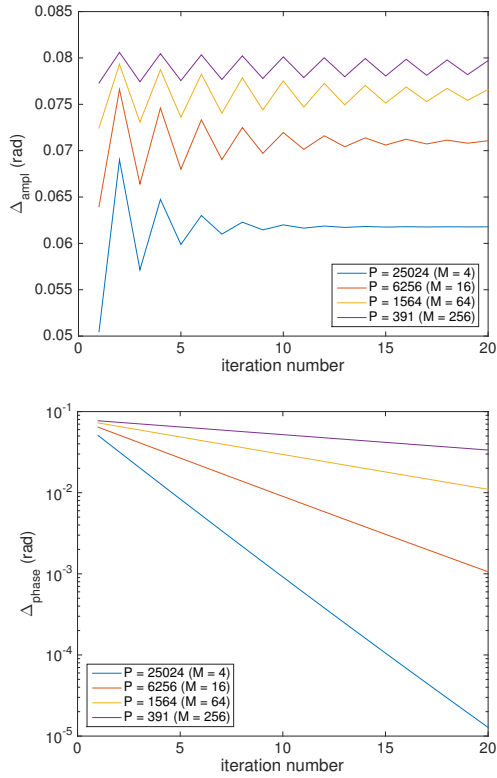 0.085
0.08
0.075
0.07
0.065
0.06
0.055
0.05
Δampl (rad)
0 5 10 15 20
iteration number
P = 25024 (M = 4)
P = 6256 (M = 16)
P = 1564 (M = 64)
P = 391 (M = 256)
10-1
10-2
10-3
10-4
10-5
Δphase (rad)
0 5 10 15 20
iteration number
P = 25024 (M = 4)
P = 6256 (M = 16)
P = 1564 (M = 64)
P = 391 (M = 256)